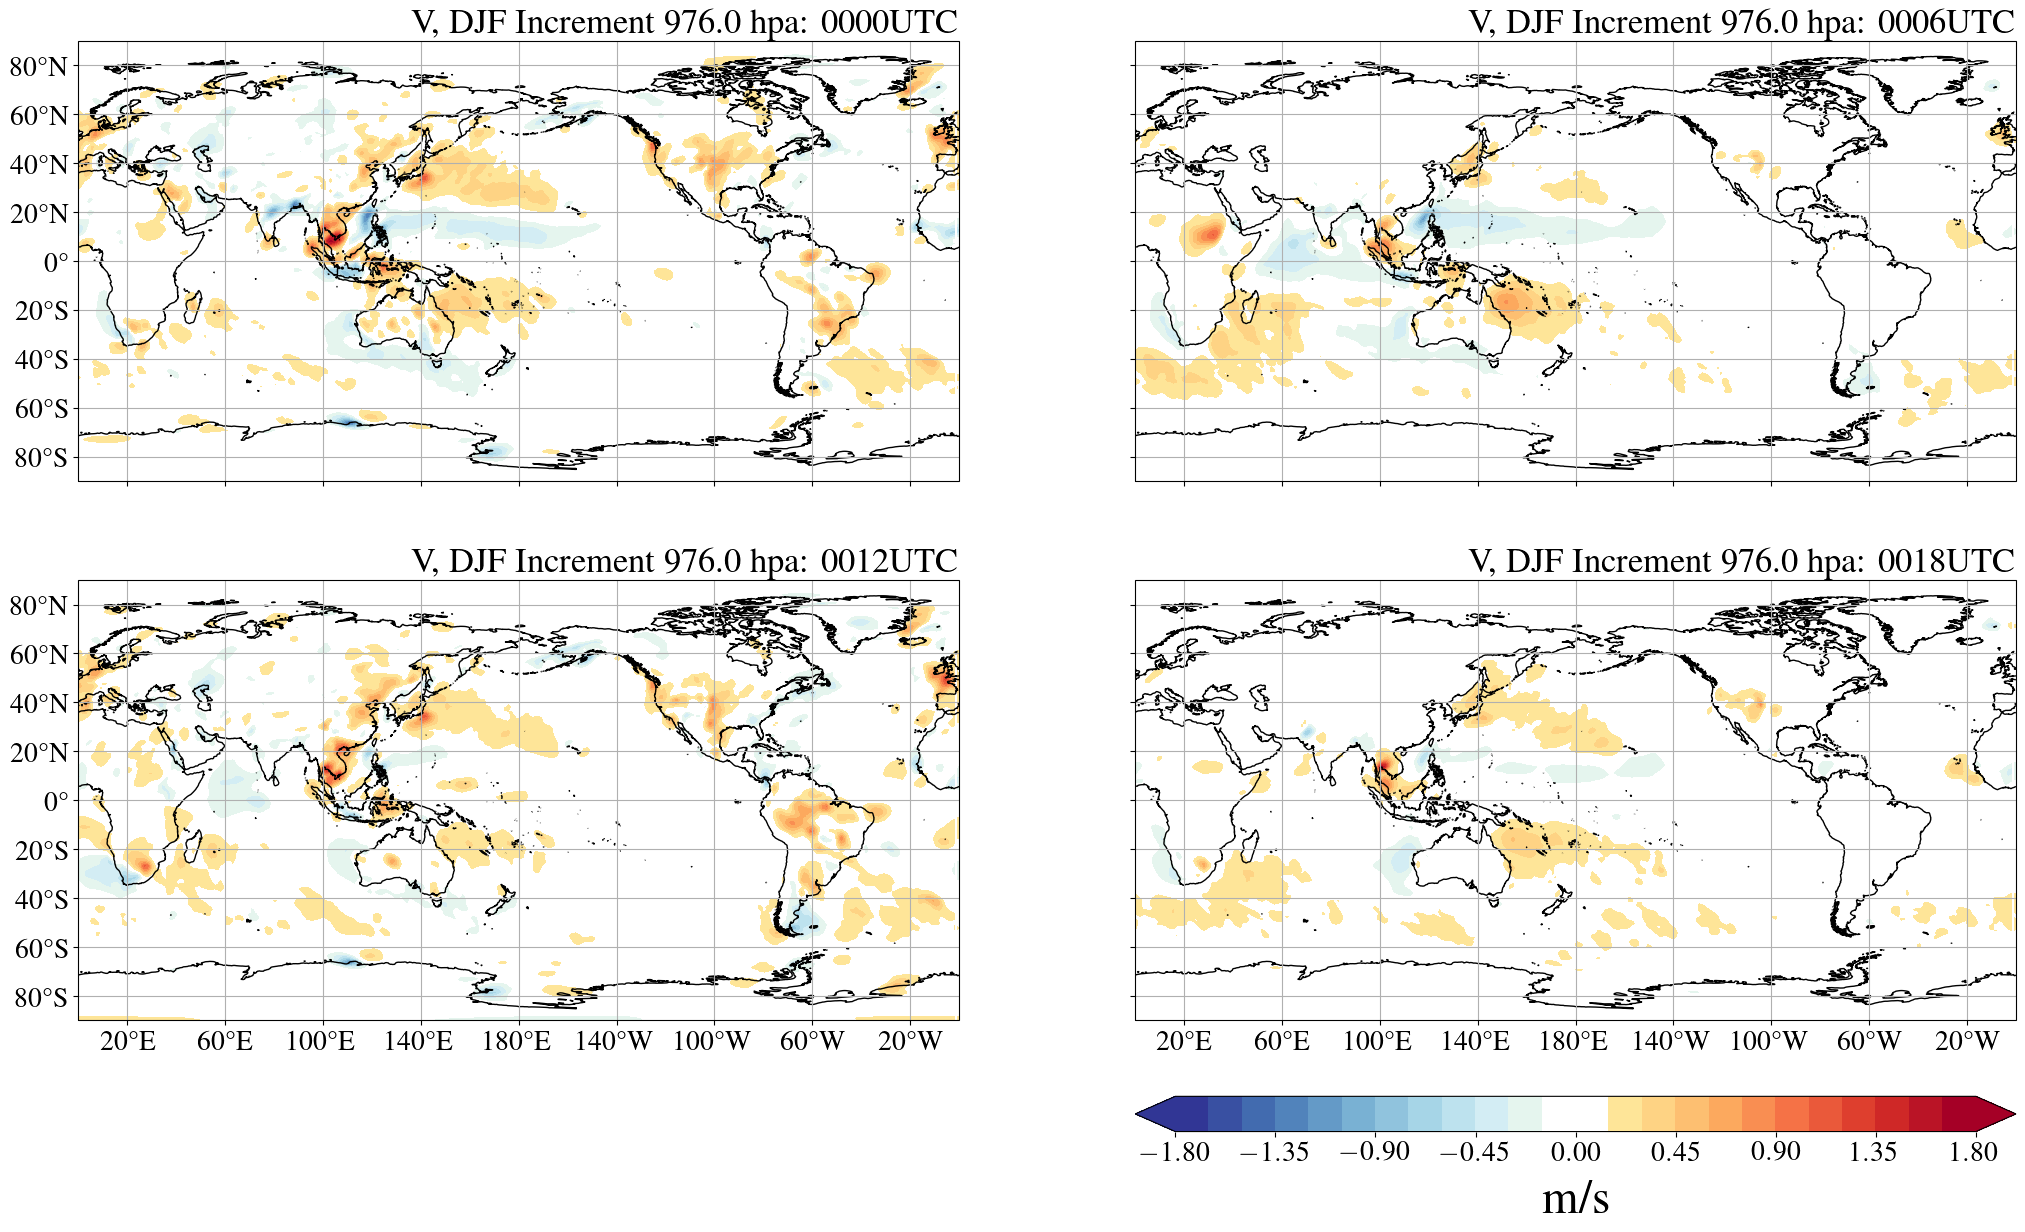 V, DJF Increment 976.0 hpa: 0000UTC
V, DJF Increment 976.0 hpa: 0006UTC
80°N
60°N
40°N
20°N
0°
20°S
40°S
60°S
80°S
V, DJF Increment 976.0 hpa: 0012UTC
V, DJF Increment 976.0 hpa: 0018UTC
80°N
60°N
40°N
20°N
0°
20°S
40°S
60°S
80°S
20°E 60°E 100°E 140°E 180°E 140°W 100°W 60°W 20°W
20°E 60°E 100°E 140°E 180°E 140°W 100°W 60°W 20°W
−1.80 −1.35 −0.90 −0.45 0.00 0.45 0.90 1.35 1.80
m/s